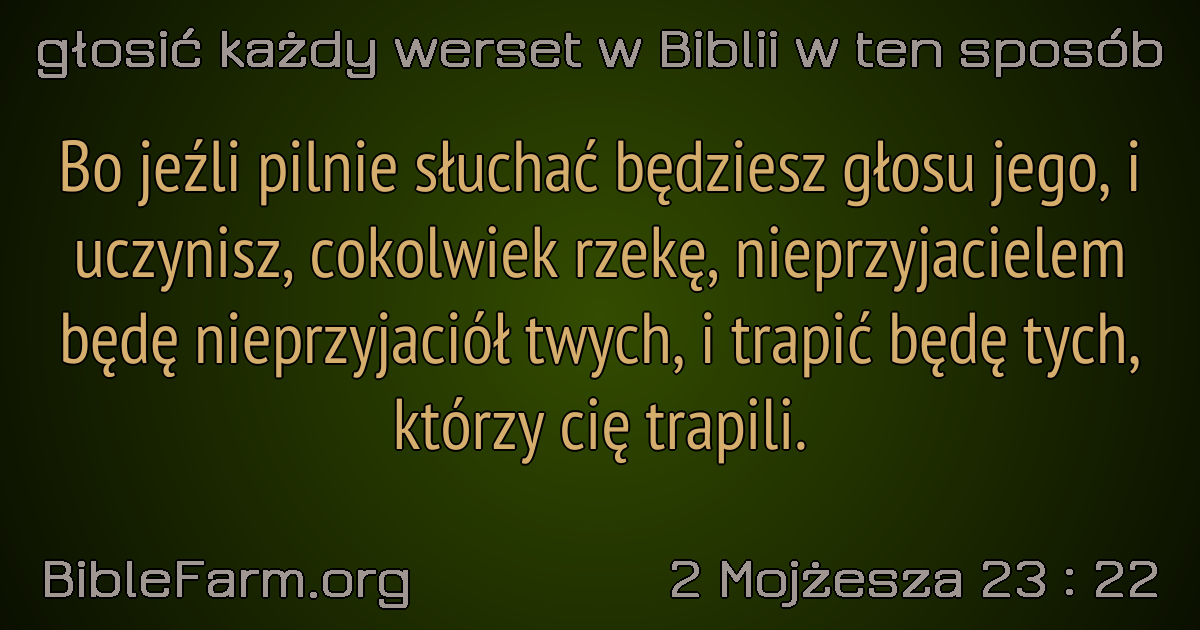 głosić każdy werset w Biblii w ten sposób
Bo jeźli pilnie słuchać będziesz głosu jego, i
uczynisz, cokolwiek rzekę, nieprzyjacielem
będę nieprzyjaciół twych, i trapić będę tych,
którzy cię trapili.
BibleFarm.org
2 Mojżesza 23 : 22